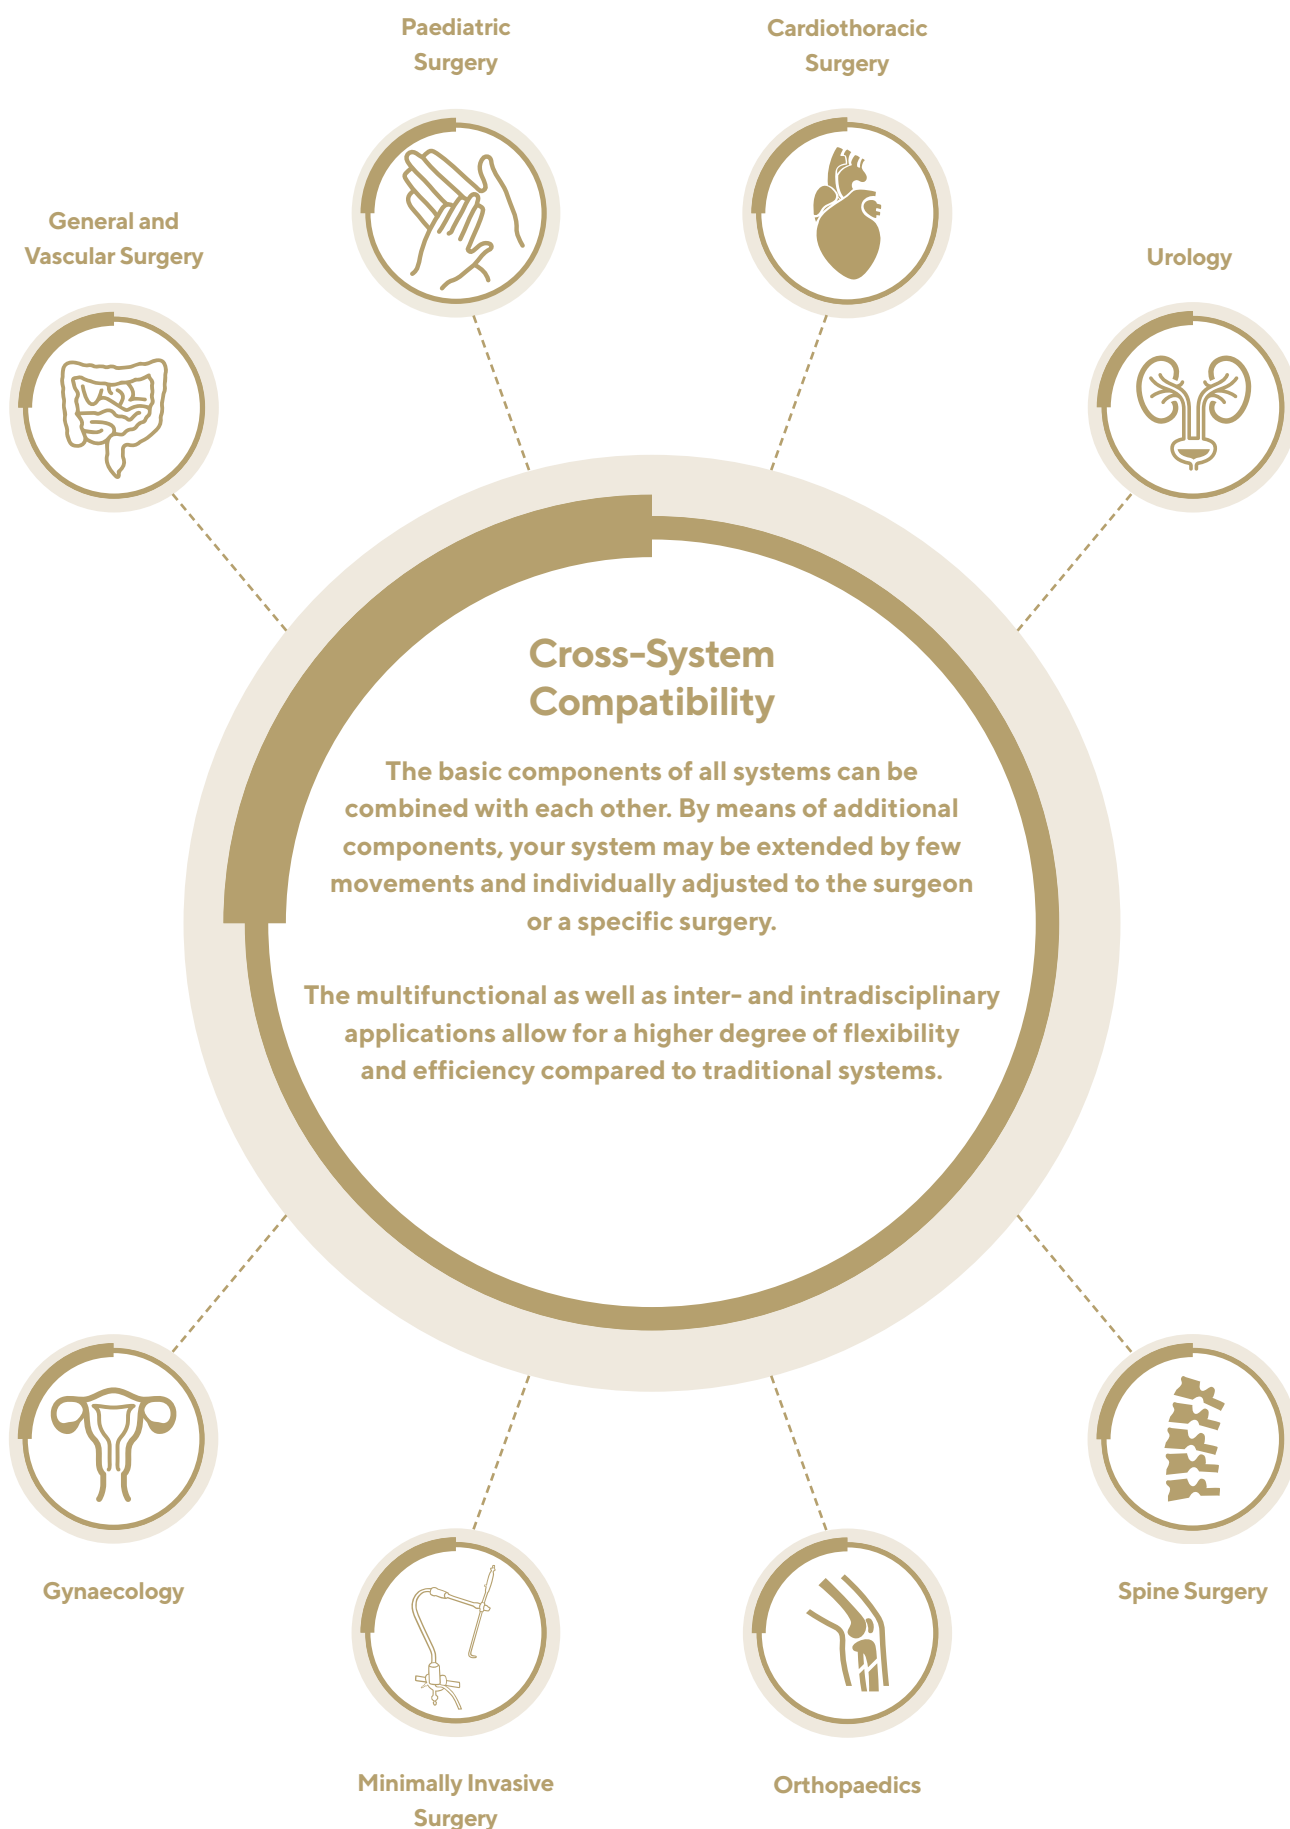 Paediatric
Surgery
Cardiothoracic
Surgery
General and
Vascular Surgery
Urology
Cross-System
Compatibility
The basic components of all systems can be
combined with each other. By means of additional
components, your system may be extended by few
movements and individually adjusted to the surgeon
or a specific surgery.
The multifunctional as well as inter- and intradisciplinary
applications allow for a higher degree of flexibility
and efficiency compared to traditional systems.
Gynaecology
Spine Surgery
Minimally Invasive
Surgery
Orthopaedics